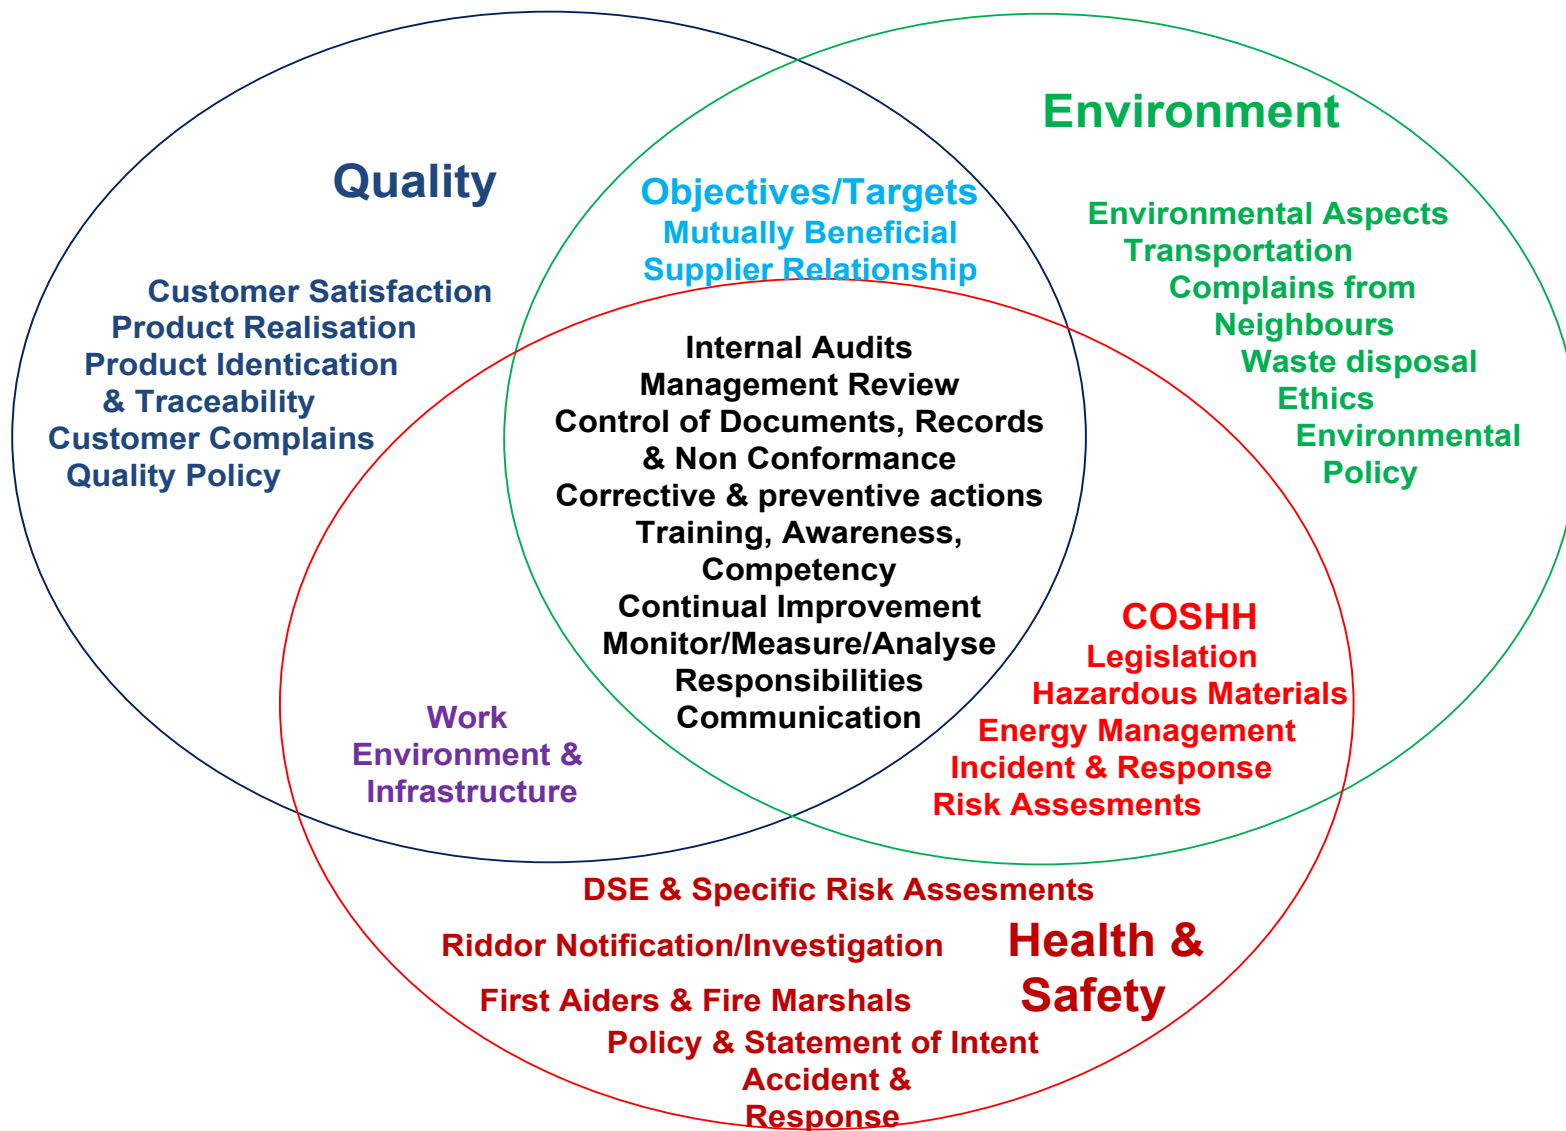 Quality
Customer Satisfaction
Product Realisation
Product Identication
& Traceability
Customer Complains
Quality Policy
Objectives/Targets
Mutually Beneficial
Supplier Relationship
Environment
Environmental Aspects
Transportation
Complains from
Neighbours
Waste disposal
Ethics
Environmental
Policy
Internal Audits
Management Review
Control of Documents, Records
& Non Conformance
Corrective & preventive actions
Training, Awareness,
Competency
Continual Improvement
Monitor/Measure/Analyse
Responsibilities
Communication
Work
Environment &
Infrastructure
COSHH
Legislation
Hazardous Materials
Energy Management
Incident & Response
Risk Assesments
DSE & Specific Risk Assesments
Riddor Notification/Investigation
First Aiders & Fire Marshals
Policy & Statement of Intent
Accident &
Response
Health &
Safety